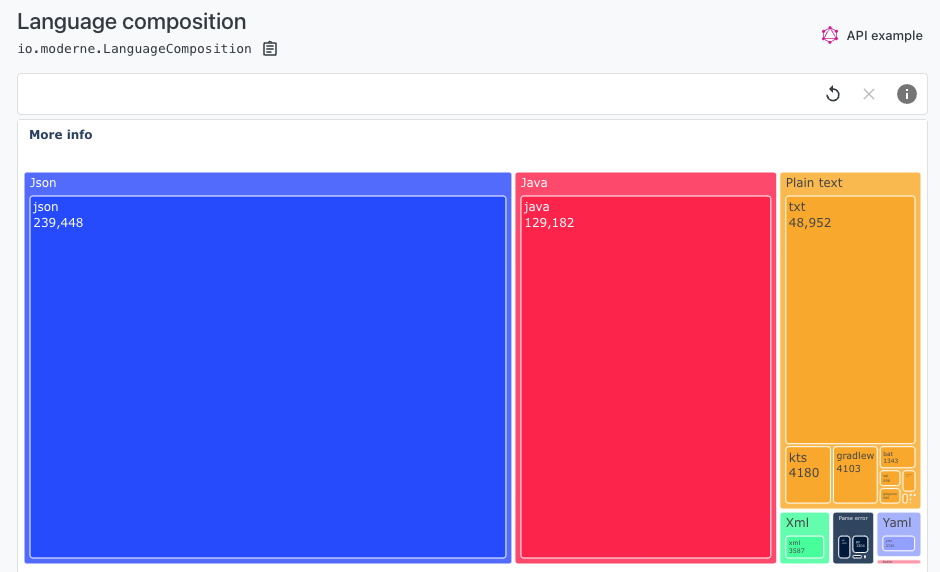 Language composition
io.moderne.LanguageComposition
API example
More info
Json
json
239,448
Java
java
129,182
Plain text
txt
48,952
kts
4180
gradlew
4103
bat
1343
Xml
xml
3587
Parse error
Yaml